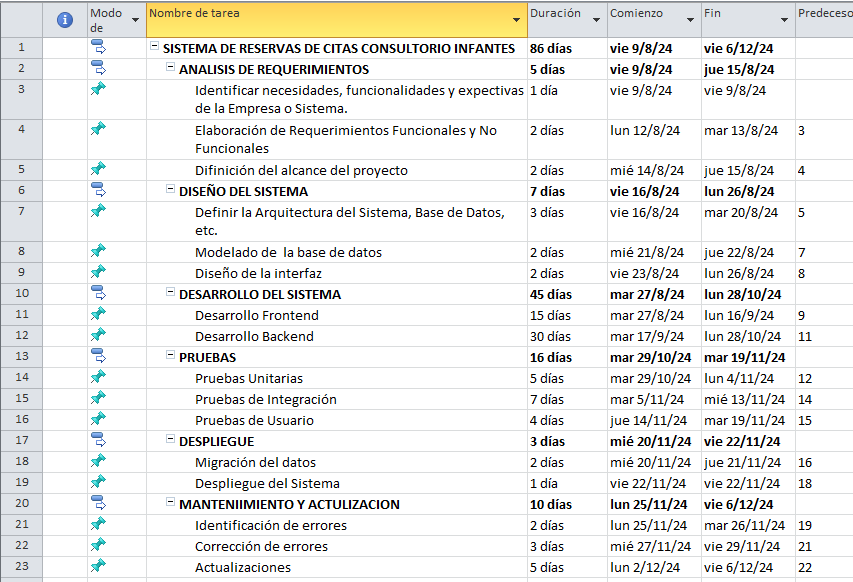 Modo de Nombre de tarea Duración Comienzo Fin Predeceso
1 SISTEMA DE RESERVAS DE CITAS CONSULTORIO INFANTES 86 días vie 9/8/24 vie 6/12/24
2 ANALISIS DE REQUERIMIENTOS 5 días vie 9/8/24 jue 15/8/24
3 Identificar necesidades, funcionalidades y expectivas 1 día vie 9/8/24 vie 9/8/24
de la Empresa o Sistema.
4 Elaboración de Requerimientos Funcionales y No 2 días lun 12/8/24 mar 13/8/24 3
Funcionales
5 Difinición del alcance del proyecto 2 días mié 14/8/24 jue 15/8/24 4
6 DISEÑO DEL SISTEMA 7 días vie 16/8/24 lun 26/8/24
7 Definir la Arquitectura del Sistema, Base de Datos, 3 días vie 16/8/24 mar 20/8/24 5
etc.
8 Modelado de la base de datos 2 días mié 21/8/24 jue 22/8/24 7
9 Diseño de la interfaz 2 días vie 23/8/24 lun 26/8/24 8
10 DESARROLLO DEL SISTEMA 45 días mar 27/8/24 lun 28/10/24
11 Desarrollo Frontend 15 días mar 27/8/24 lun 16/9/24 9
12 Desarrollo Backend 30 días mar 17/9/24 lun 28/10/24 11
13 PRUEBAS 16 días mar 29/10/24 mar 19/11/24
14 Pruebas Unitarias 5 días mar 29/10/24 lun 4/11/24 12
15 Pruebas de Integración 7 días mar 5/11/24 mié 13/11/24 14
16 Pruebas de Usuario 4 días jue 14/11/24 mar 19/11/24 15
17 DESPLIEGUE 3 días mié 20/11/24 vie 22/11/24
18 Migración del datos 2 días mié 20/11/24 jue 21/11/24 16
19 Despliegue del Sistema 1 día vie 22/11/24 vie 22/11/24 18
20 MANTENIIMIENTO Y ACTULIZACION 10 días lun 25/11/24 vie 6/12/24
21 Identificación de errores 2 días lun 25/11/24 mar 26/11/24 19
22 Corrección de errores 3 días mié 27/11/24 vie 29/11/24 21
23 Actualizaciones 5 días lun 2/12/24 vie 6/12/24 22